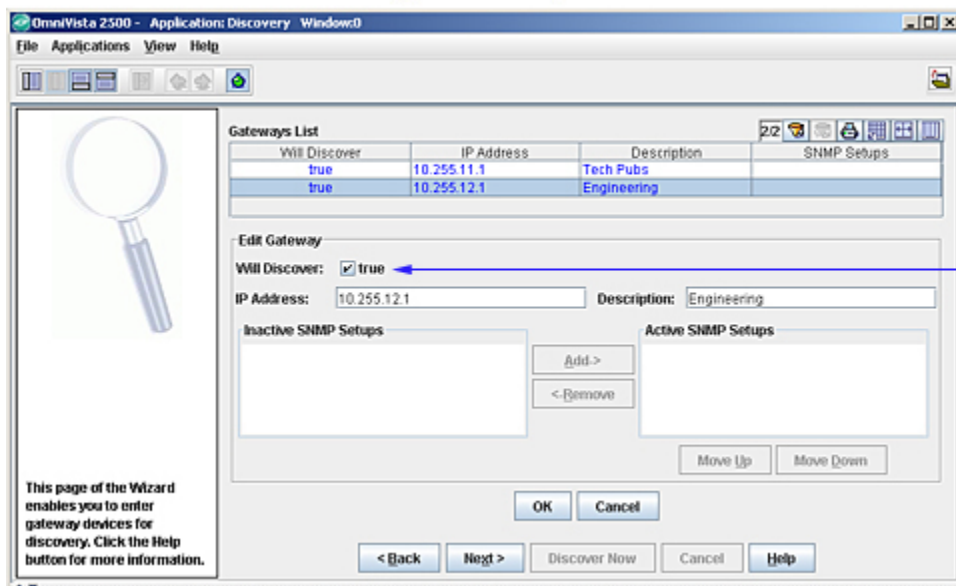 OmniVista 2500 - Application: Discovery Window:0
File Applications View Help
Gateways List
2/2
Will Discover IP Address Description SNMP Setups
true 10.255.11.1 Tech Pubs
true 10.255.12.1 Engineering
Edit Gateway
Will Discover: true
IP Address: 10.255.12.1 Description: Engineering
Inactive SNMP Setups Active SNMP Setups
Add->
<-Remove
Move Up Move Down
This page of the Wizard
enables you to enter
gateway devices for
discovery. Click the Help
button for more information.
OK Cancel
< Back Next > Discover Now Cancel Help